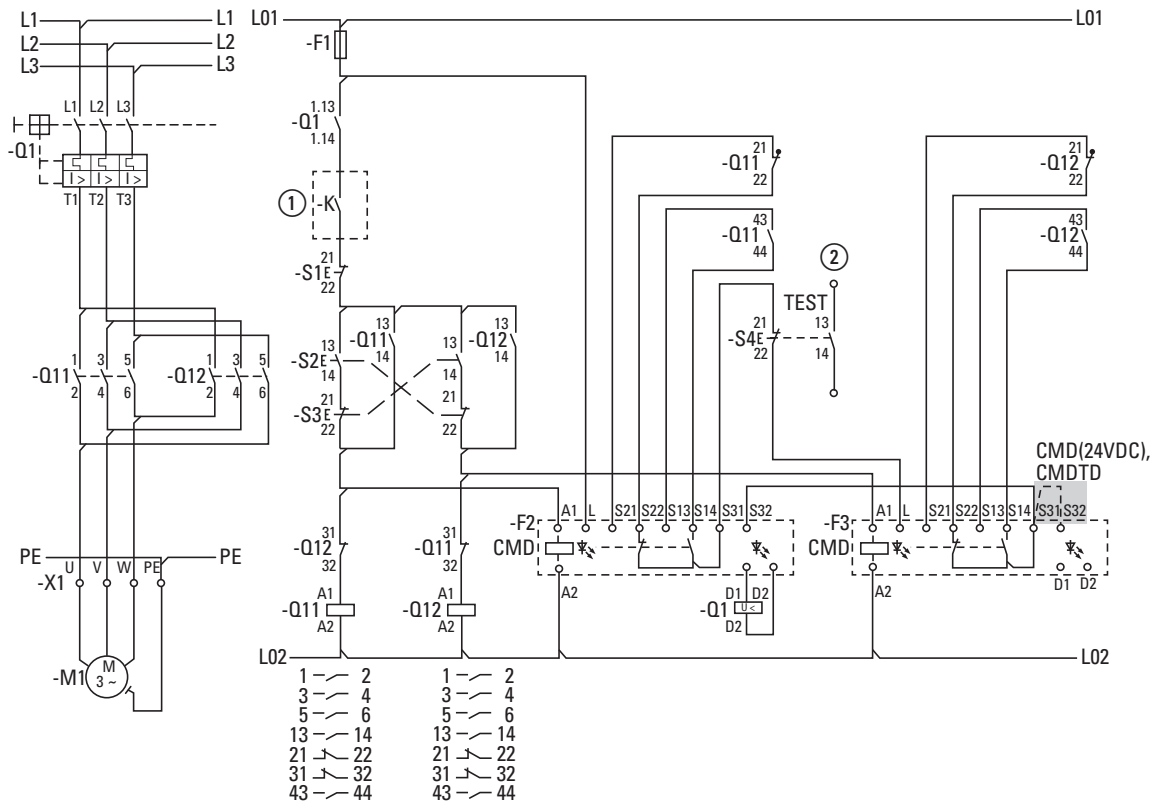 L1 L1
L2 L2
L3 L3
L1 L2 L3
-Q1
I > I > I >
T1 T2 T3
1 3 5 1 3 5
-Q11 -Q12
2 4 6 2 4 6
PE PE
U V W PE
-X1
M
3 ~
-M1
L01 L01
-F1
1.13
-Q1
1.14
1 -K
21
-S1E
22
13 13
-Q11 -Q12
14 14
13 13
-S2E
14 14
21 21
-S3E
22 22
31 31
-Q12 -Q11
32 32
A1 A1
-Q11 -Q12
A2 A2
L02 L02
21 21
-Q11 -Q12
22 22
43 43
-Q11 -Q12
44 44
2
TEST
21 13
-S4E
22 14
CMD(24VDC),
CMDTD
A1 L S21 S22 S13 S14 S31 S32
-F2
CMD
A2
D1 D2
-Q1 U <
D2
A1 L S21 S22 S13 S14 S31 S32
-F3
CMD
A2
D1 D2
1 2 1 2
3 4 3 4
5 6 5 6
13 14 13 14
21 22 21 22
31 32 31 32
43 44 43 44